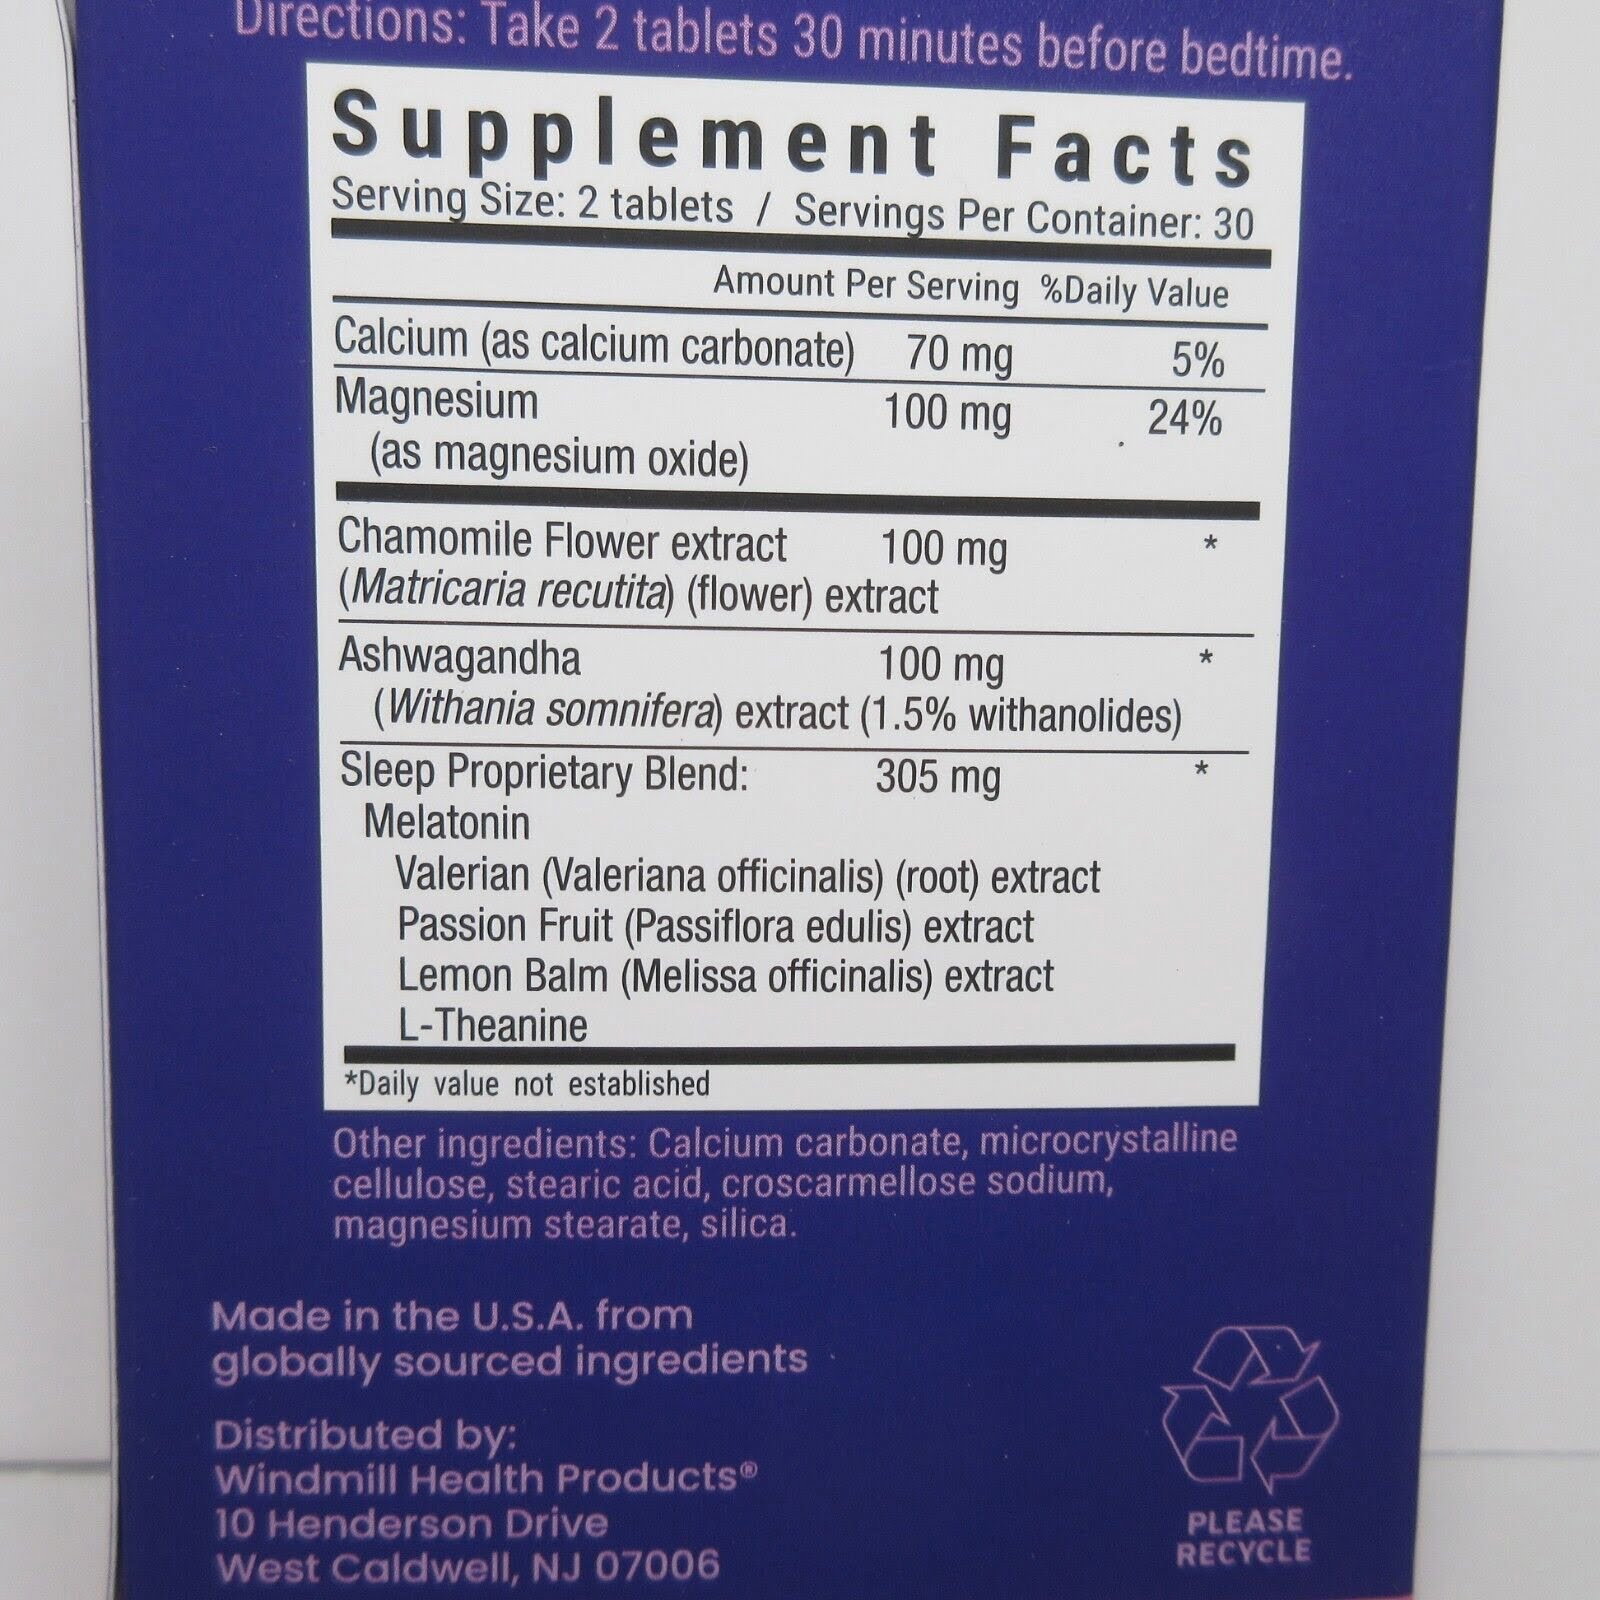 Directions: Take 2 tablets 30 minutes before bedtime.
Supplement Facts
Serving Size: 2 tablets / Servings Per Container: 30
Amount Per Serving %Daily Value
Calcium (as calcium carbonate) 70 mg 5%
Magnesium 100 mg 24%
(as magnesium oxide)
Chamomile Flower extract 100 mg *
(Matricaria recutita) (flower) extract
Ashwagandha 100 mg *
(Withania somnifera) extract (1.5% withanolides)
Sleep Proprietary Blend: 305 mg *
Melatonin
Valerian (Valeriana officinalis) (root) extract
Passion Fruit (Passiflora edulis) extract
Lemon Balm (Melissa officinalis) extract
L-Theanine
*Daily value not established
Other ingredients: Calcium carbonate, microcrystalline
cellulose, stearic acid, croscarmellose sodium,
magnesium stearate, silica.
Made in the U.S.A. from
globally sourced ingredients
Distributed by:
Windmill Health Products®
10 Henderson Drive
West Caldwell, NJ 07006
PLEASE
RECYCLE